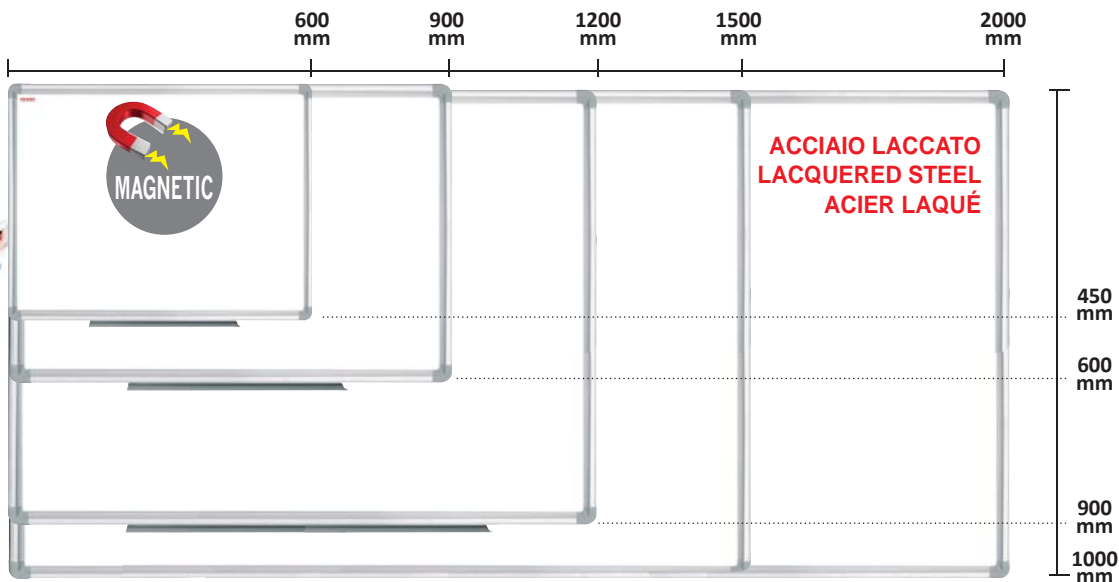 600
mm
900
mm
1200
mm
1500
mm
2000
mm
MAGNETIC
ACCIAIO LACCATO
LACQUERED STEEL
ACIER LAQUÉ
450
mm
600
mm
900
mm
1000
mm